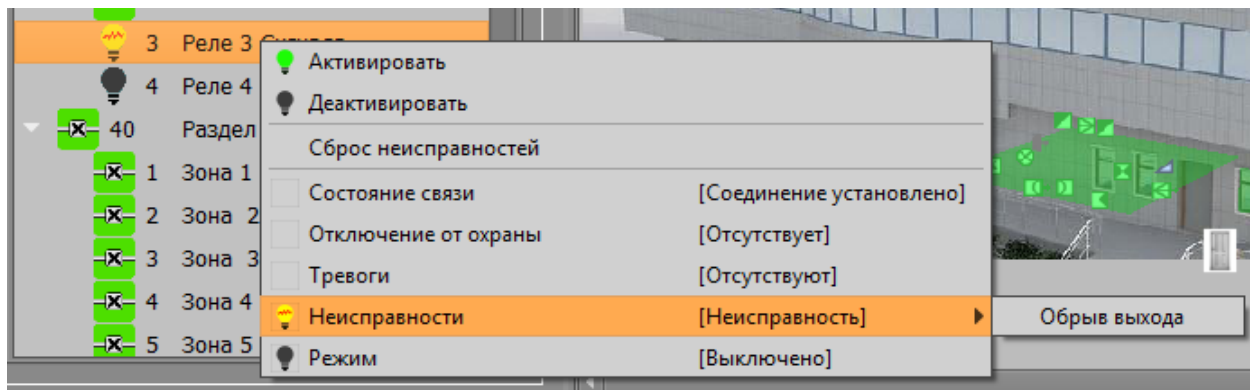 3 Реле 3
Активировать
4 Реле 4
Деактивировать
40 Раздел
Сброс неисправностей
1 Зона 1
Состояние связи [Соединение установлено]
2 Зона 2
Отключение от охраны [Отсутствует]
3 Зона 3
Тревоги [Отсутствуют]
4 Зона 4
Неисправности [Неисправность] Обрыв выхода
5 Зона 5
Режим [Выключено]